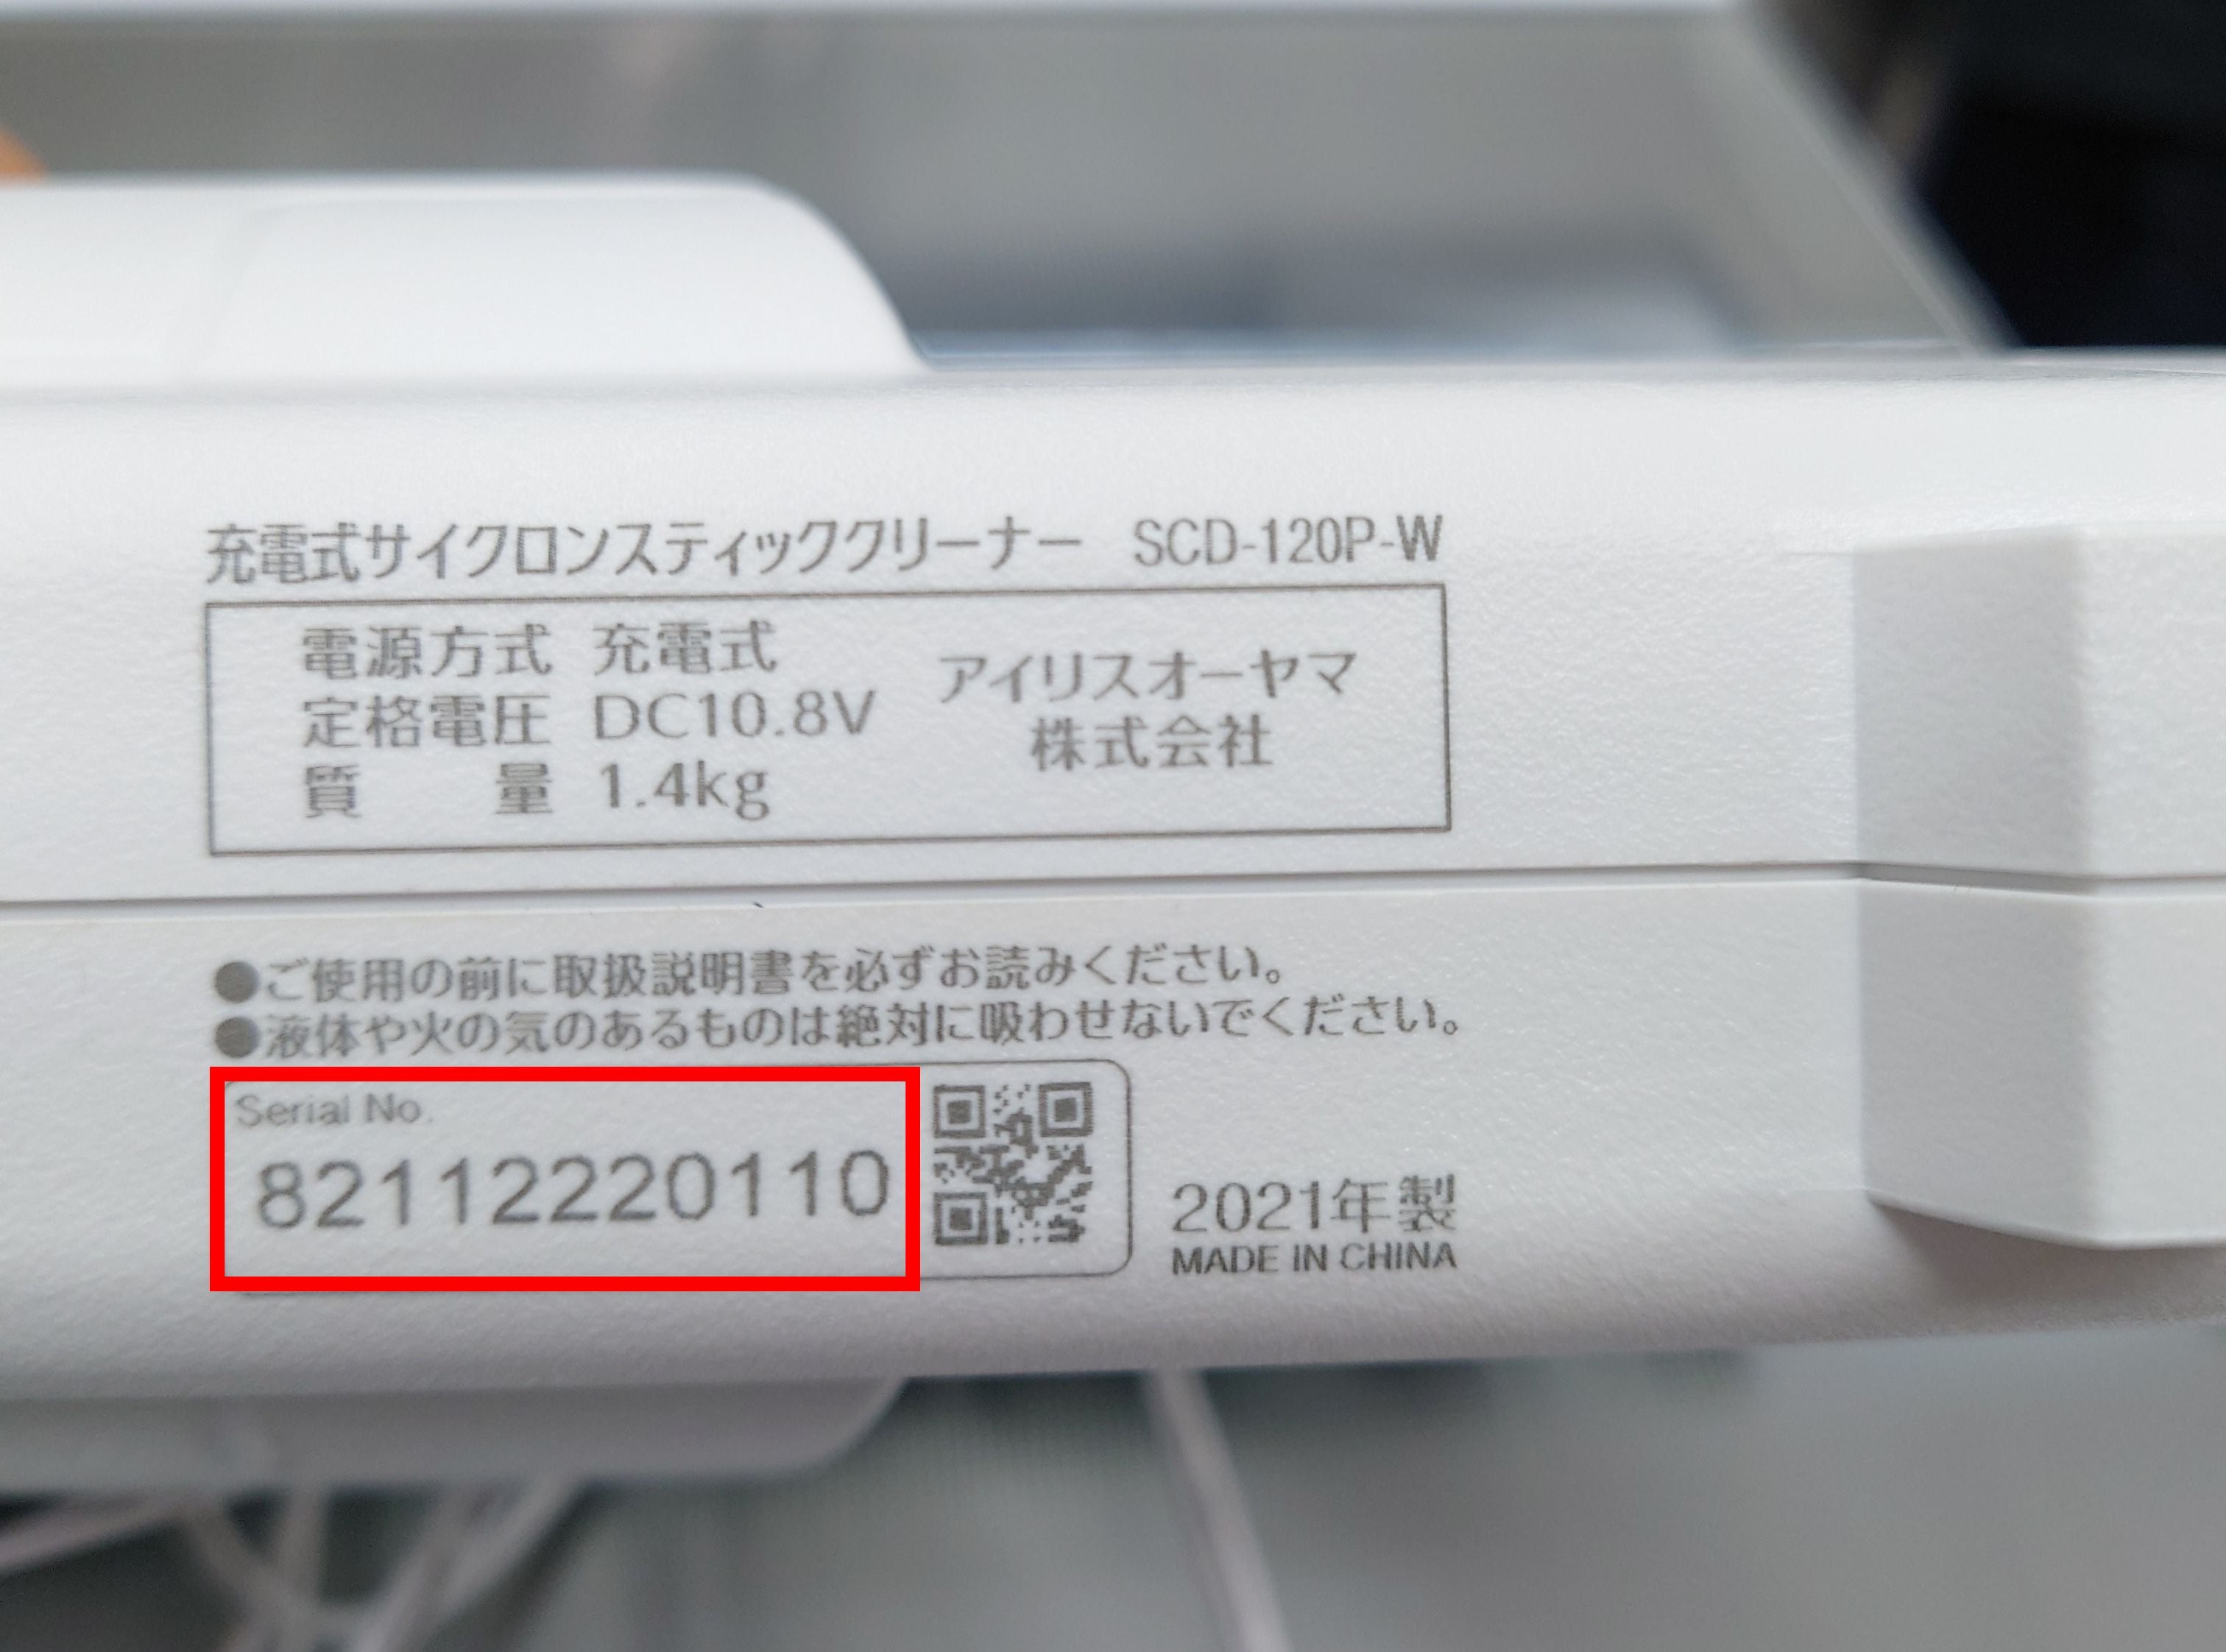 充電式サイクロンスティッククリーナー SCD-120P-W
電源方式 充電式
定格電圧 DC10.8V
質量 1.4kg
アイリスオーヤマ
株式会社
●ご使用の前に取扱説明書を必ずお読みください。
●液体や火の気のあるものは絶対に吸わせないでください。
Serial No.
82112220110
2021年製
MADE IN CHINA